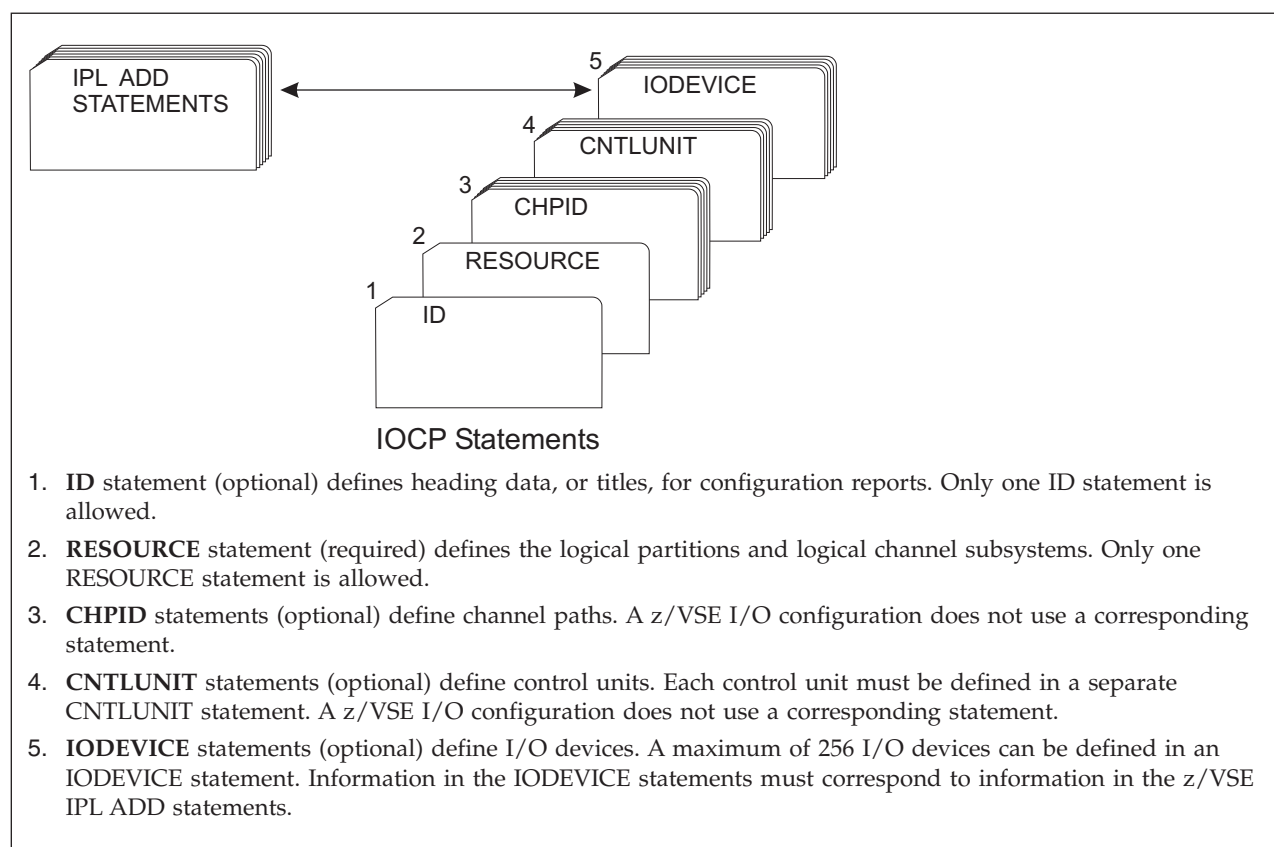 IPL ADD
STATEMENTS
5
IODEVICE
4
CNTLUNIT
3
CHPID
2
RESOURCE
1
ID
IOCP Statements
1. ID statement (optional) defines heading data, or titles, for configuration reports. Only one ID statement is
allowed.
2. RESOURCE statement (required) defines the logical partitions and logical channel subsystems. Only one
RESOURCE statement is allowed.
3. CHPID statements (optional) define channel paths. A z/VSE I/O configuration does not use a corresponding
statement.
4. CNTLUNIT statements (optional) define control units. Each control unit must be defined in a separate
CNTLUNIT statement. A z/VSE I/O configuration does not use a corresponding statement.
5. IODEVICE statements (optional) define I/O devices. A maximum of 256 I/O devices can be defined in an
IODEVICE statement. Information in the IODEVICE statements must correspond to information in the z/VSE
IPL ADD statements.